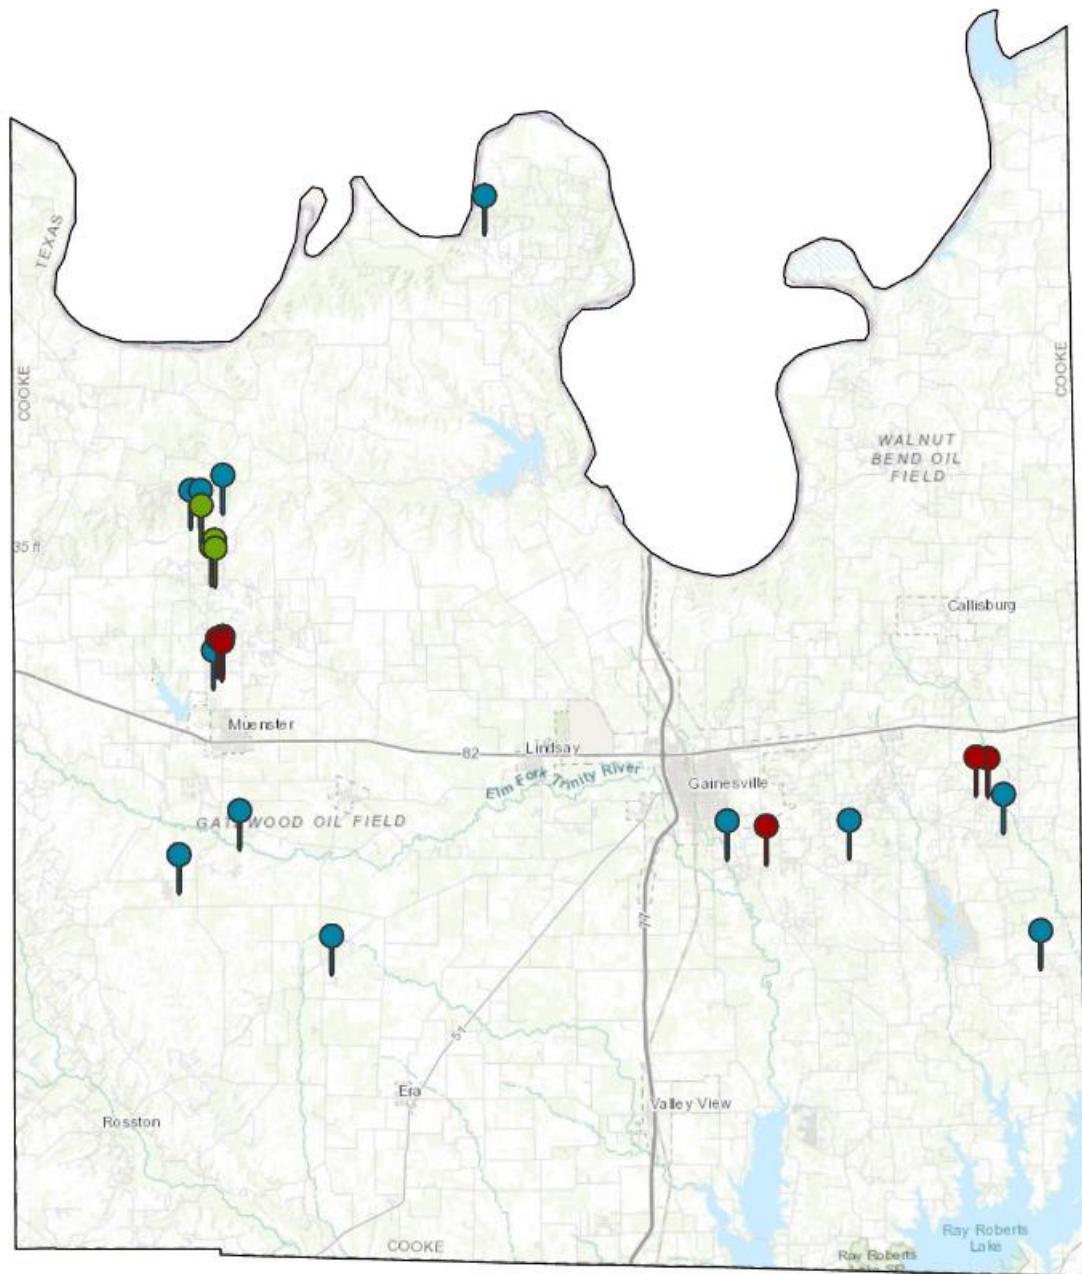 TEXAS
COOKE
COOKE
WALNUT
BEND OIL
FIELD
35 ft
Callisburg
Muenster
82
Lindsay
Elm Fork Trinity River
Gainesville
OIL FIELD
77
51
Era
Valley View
Rosston
COOKE
Ray Roberts
Lake
Ray Roberts